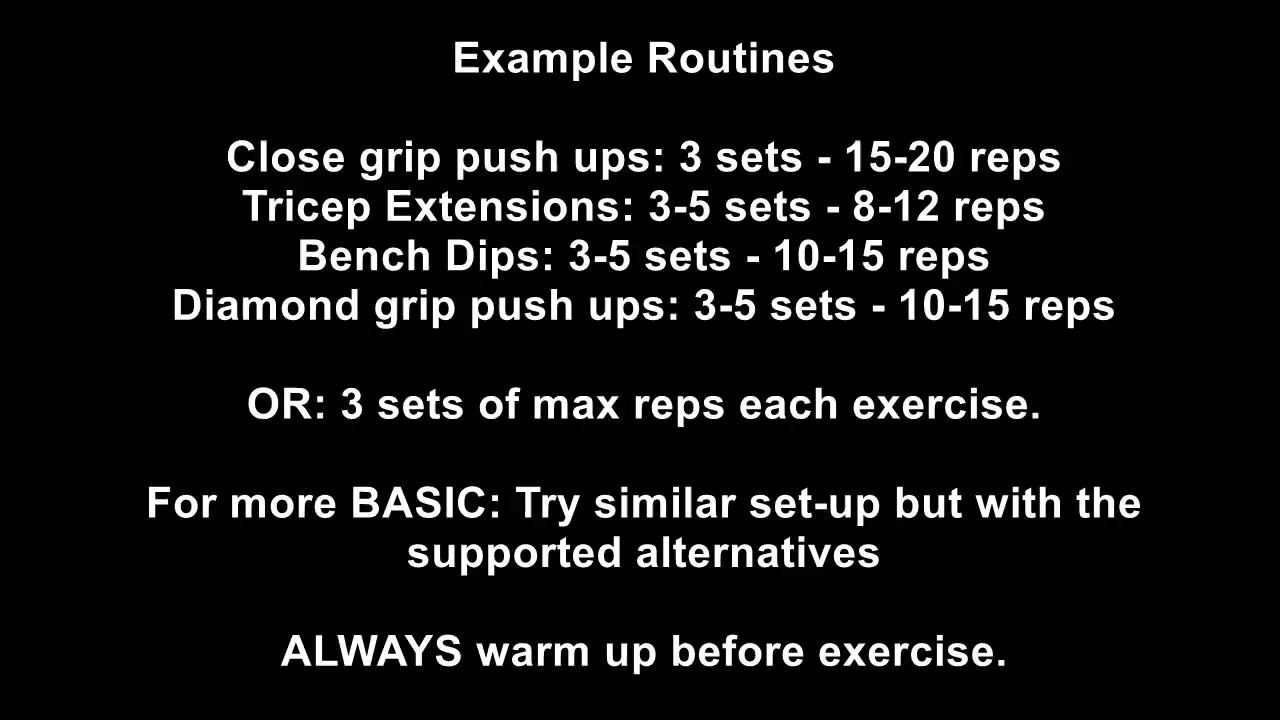 Example Routines
Close grip push ups: 3 sets - 15-20 reps
Tricep Extensions: 3-5 sets - 8-12 reps
Bench Dips: 3-5 sets - 10-15 reps
Diamond grip push ups: 3-5 sets - 10-15 reps
OR: 3 sets of max reps each exercise.
For more BASIC: Try similar set-up but with the
supported alternatives
ALWAYS warm up before exercise.